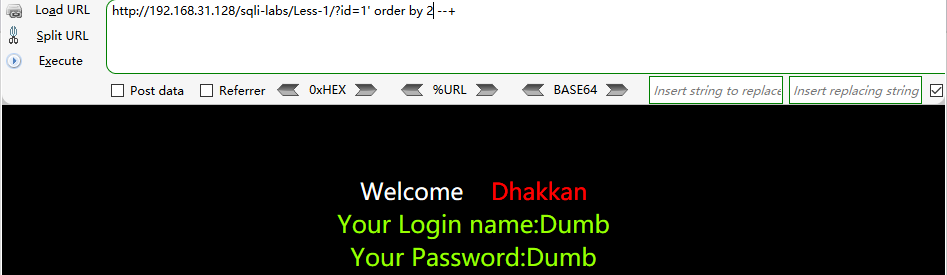 Load URL
http://192.168.31.128/sqli-labs/Less-1/?id=1' order by 2 --+
Split URL
Execute
Post data Referrer 0xHEX %URL BASE64 Insert string to replace Insert replacing string
Welcome Dhakkan
Your Login name:Dumb
Your Password:Dumb